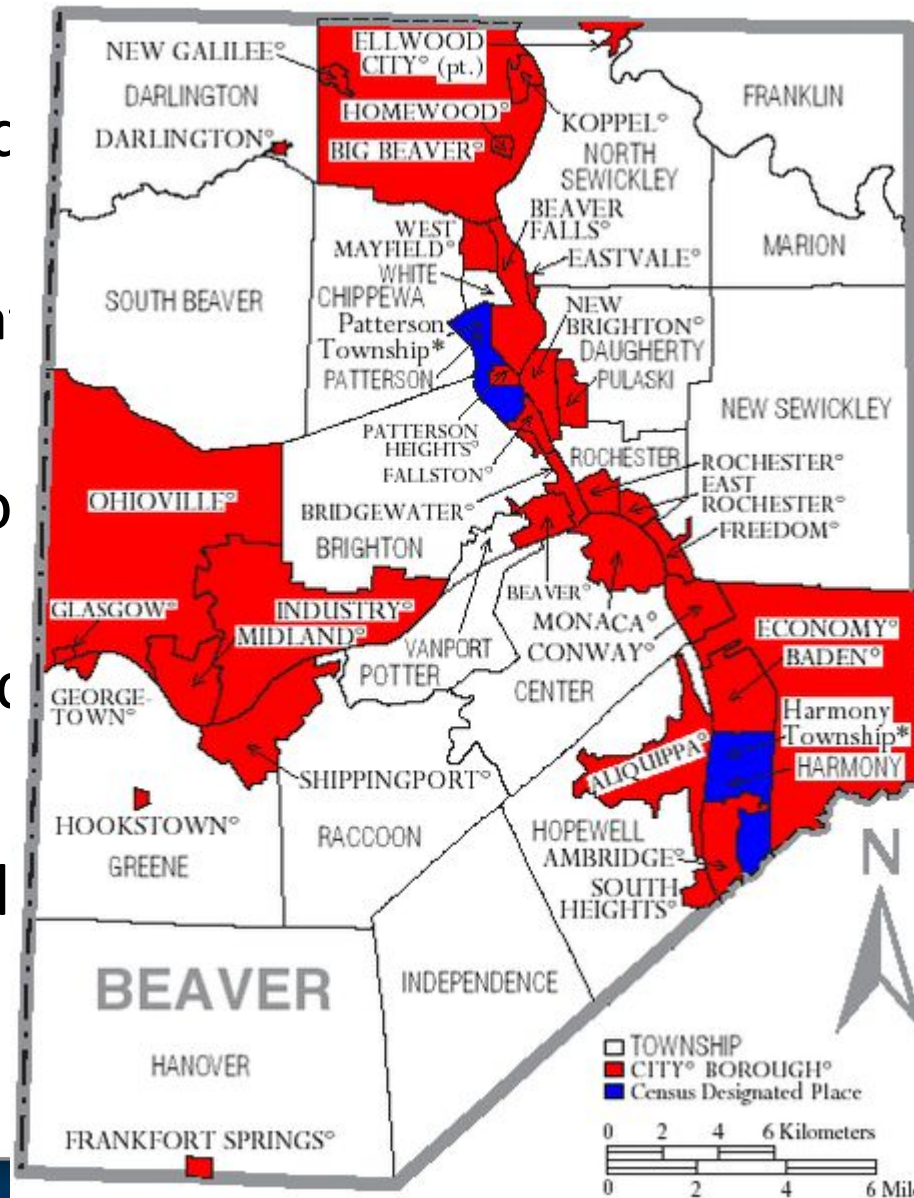 NEW GALILEE°
ELLWOOD
CITY° (pt.)
DARLINGTON
HOMEWOOD°
FRANKLIN
DARLINGTON°
BIG BEAVER°
KOPPEL°
NORTH
SEWICKLEY
WEST
MAYFIELD°
BEAVER
FALLS°
MARION
EASTVALE°
WHITE
SOUTH BEAVER
CHIPPEWA
Patterson
Township*
NEW
BRIGHTON°
DAUGHERTY
PATTERSON
PULASKI
NEW SEWICKLEY
PATTERSON
HEIGHTS°
FALLSTON°
ROCHESTER
ROCHESTER°
EAST
ROCHESTER°
OHIOVILLE°
BRIDGEWATER°
FREEDOM°
BRIGHTON
BEAVER°
GLASGOW°
INDUSTRY°
MIDLAND°
MONACA°
ECONOMY°
VANPORT
CONWAY°
BADEN°
POTTER
CENTER
GEORGE-
TOWN°
Harmony
Township*
ALIQUIPPA°
HARMONY
SHIPPINGPORT°
HOOKSTOWN°
RACCOON
HOPEWELL
GREENE
AMBRIDGE°
SOUTH
HEIGHTS°
N
BEAVER
INDEPENDENCE
HANOVER
TOWNSHIP
CITY° BOROUGH°
Census Designated Place
FRANKFORT SPRINGS°
0 2 4 6 Kilometers
0 2 4 6